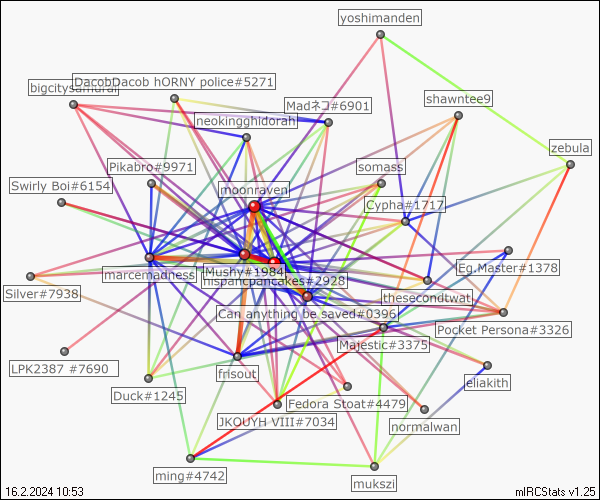 yoshimanden
DacobDacob hORNY police#5271
bigcitysamurai
Madネコ#6901
shawntee9
neokingghidorah
zebula
Pikabro#9971
somass
Swirly Boi#6154
moonraven
Cypha#1717
Mushy#1984
marcemadness
hispancpancakes#2928
Eg.Master#1378
Silver#7938
thesecondtwat
Can.anything be saved#0396
Pocket Persona#3326
Majestic#3375
LPK2387 #7690
frisout
eliakith
Duck#1245
Fedora Stoat#4479
JKOUYH VIII#7034
normalwan
ming#4742
mukszi
16.2.2024 10:53
mIRCStats v1.25